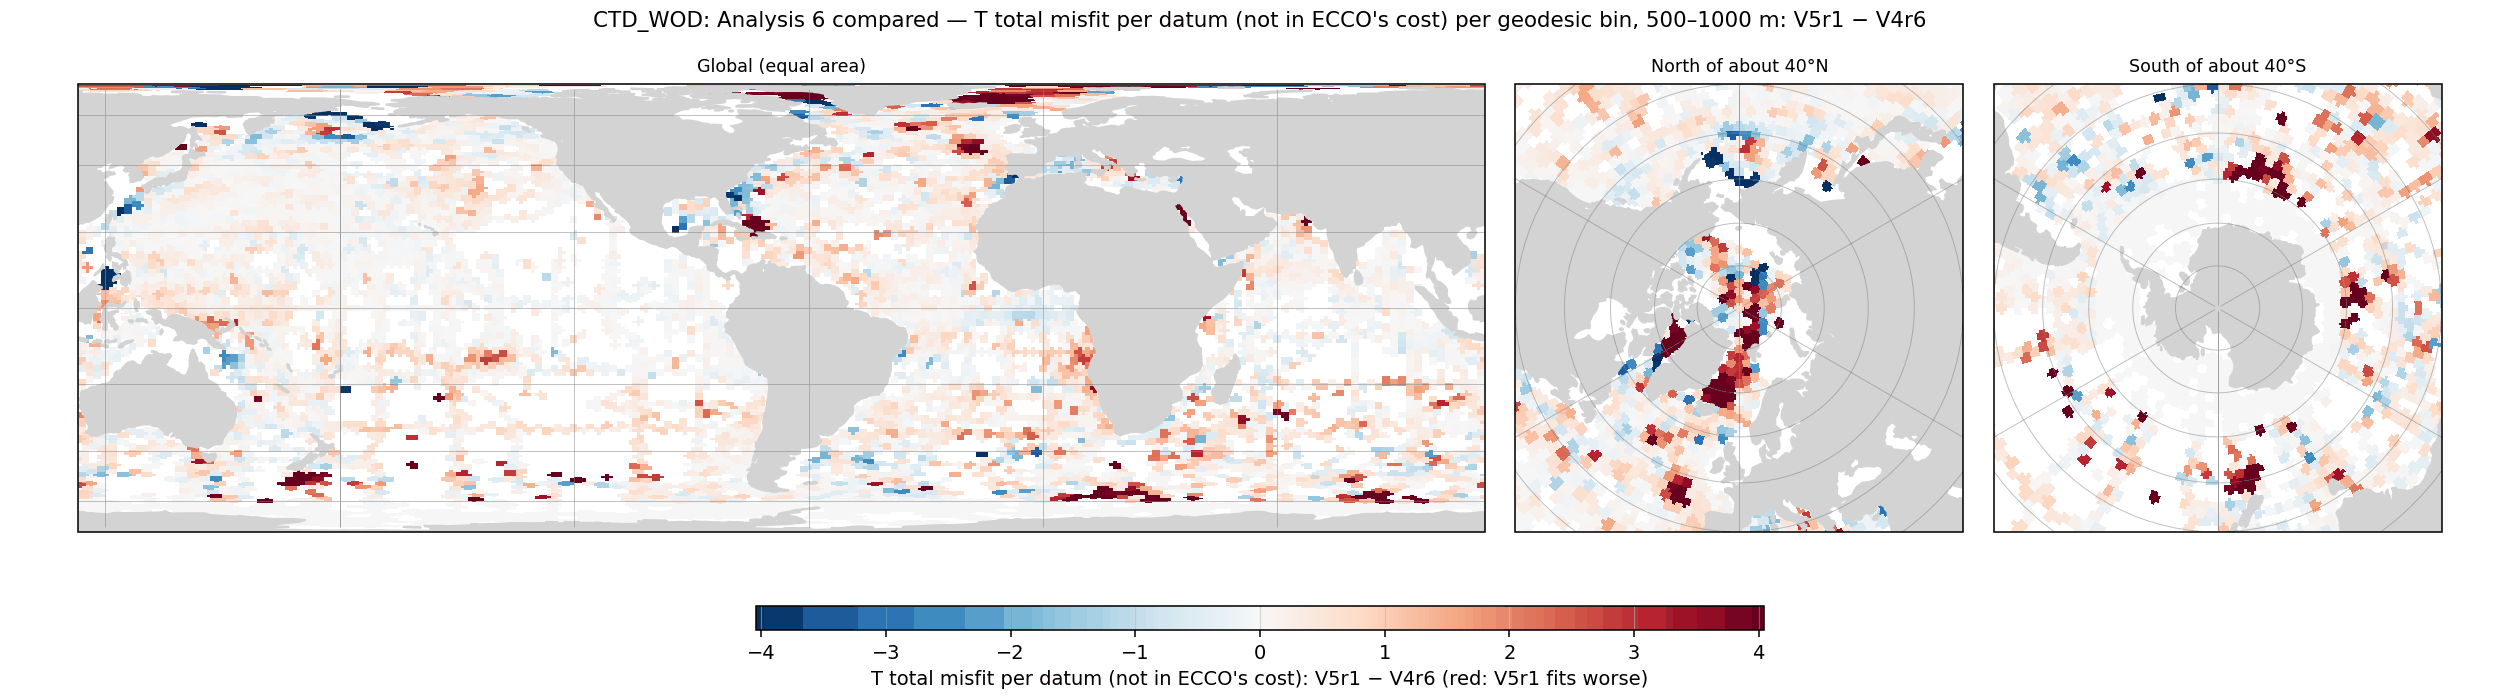 CTD_WOD: Analysis 6 compared — T total misfit per datum (not in ECCO's cost) per geodesic bin, 500–1000 m: V5r1 − V4r6
Global (equal area)
North of about 40°N
South of about 40°S
−4 −3 −2 −1 0 1 2 3 4
T total misfit per datum (not in ECCO's cost): V5r1 − V4r6 (red: V5r1 fits worse)